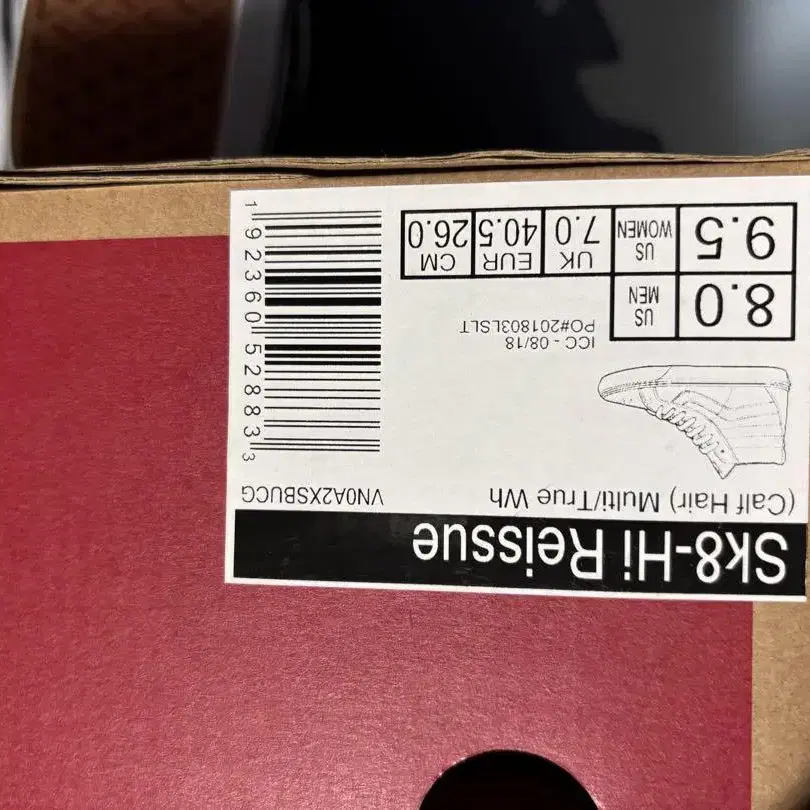 Sk8-Hi Reissue
(Calf Hair) Multi/True Wh
VN0A2XSBUCG
ICC - 08/18
PO#201803LSLT
8.0 US MEN
9.5 US WOMEN
UK 7.0
EUR 40.5
CM 26.0
1 92360 52883 3